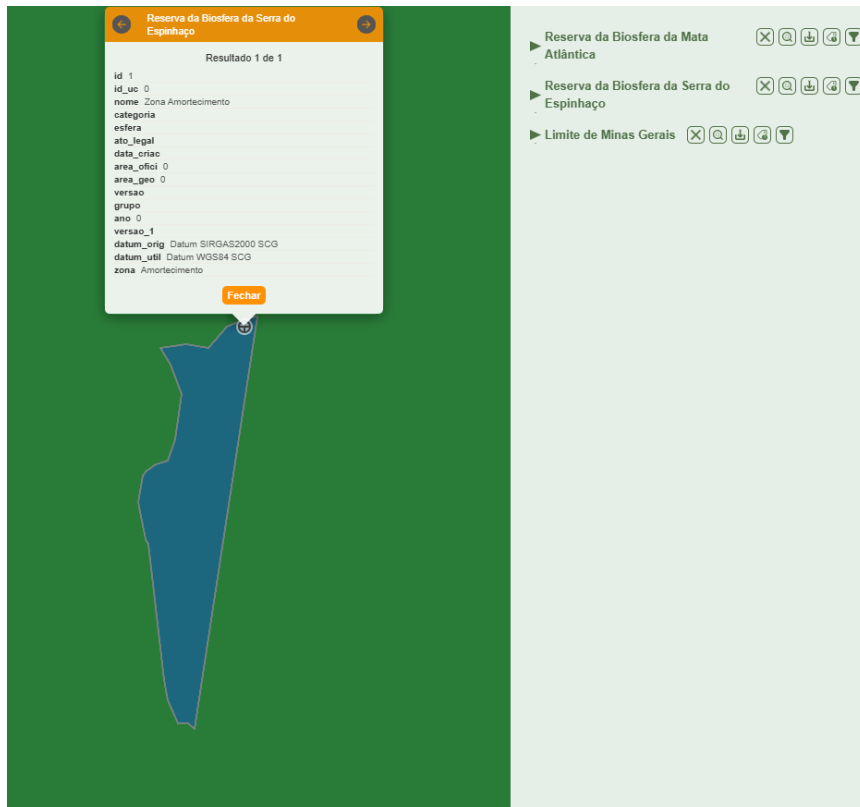 Reserva da Biosfera da Serra do
Espinhaço
Resultado 1 de 1
id 1
id_uc 0
nome Zona Amortecimento
categoria
esfera
ato_legal
data_criac
area_ofici 0
area_geo 0
versao
grupo
ano 0
versao_1
datum_orig Datum SIRGAS2000 SCG
datum_util Datum WGS84 SCG
zona Amortecimento
Fechar
Reserva da Biosfera da Mata
Atlântica
Reserva da Biosfera da Serra do
Espinhaço
Limite de Minas Gerais